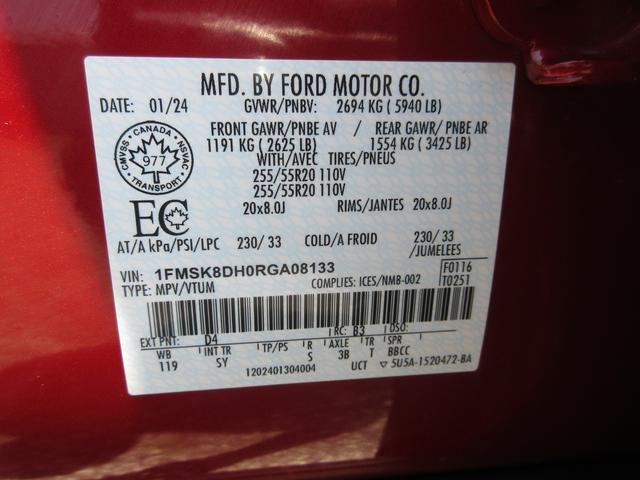 MFD. BY FORD MOTOR CO.
DATE: 01/24 GVWR/PNBV: 2694 KG ( 5940 LB)
FRONT GAWR/PNBE AV / REAR GAWR/ PNBE AR
1191 KG ( 2625 LB) 1554 KG ( 3425 LB)
WITH/AVEC TIRES/PNEUS
255/55R20 110V
255/55R20 110V
20x8.0J RIMS/JANTES 20x8.0J
CMVSS · CANADA · NSVAC · TRANSPORT
977
EC
AT/A kPa/PSI/LPC 230/ 33 COLD/A FROID 230/ 33
/JUMELEES
VIN: 1FMSK8DH0RGA08133 F0116
TYPE: MPV/VTUM COMPLIES: ICES/NMB-002 T0251
EXT PNT: D4 RC: B3 DSO:
WB INT TR TP/PS R AXLE TR SPR
119 SY S 3B T BBCC
1202401304004 UCT ▽ 5U5A-1520472-BA